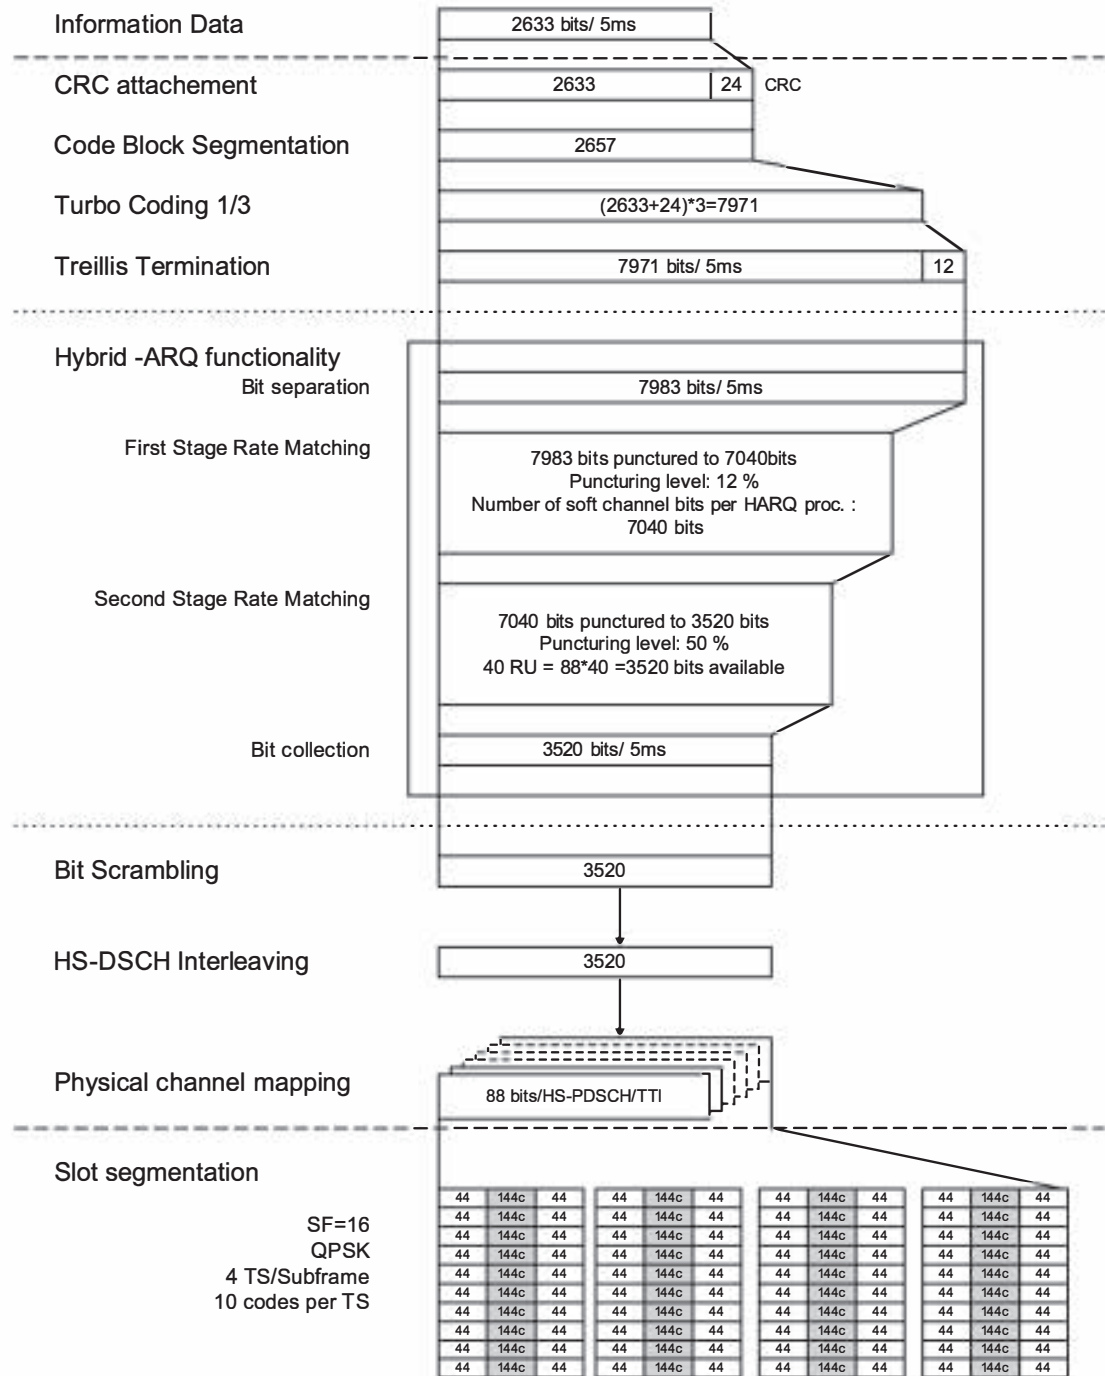 Information Data
2633 bits/ 5ms
CRC attachement
2633 24 CRC
Code Block Segmentation
2657
Turbo Coding 1/3
(2633+24)*3=7971
Treillis Termination
7971 bits/ 5ms 12
Hybrid -ARQ functionality
Bit separation
7983 bits/ 5ms
First Stage Rate Matching
7983 bits punctured to 7040bits
Puncturing level: 12 %
Number of soft channel bits per HARQ proc. :
7040 bits
Second Stage Rate Matching
7040 bits punctured to 3520 bits
Puncturing level: 50 %
40 RU = 88*40 =3520 bits available
Bit collection
3520 bits/ 5ms
Bit Scrambling
3520
HS-DSCH Interleaving
3520
Physical channel mapping
88 bits/HS-PDSCH/TTI
Slot segmentation
SF=16
QPSK
4 TS/Subframe
10 codes per TS
44 144c 44 44 144c 44 44 144c 44 44 144c 44
44 144c 44 44 144c 44 44 144c 44 44 144c 44
44 144c 44 44 144c 44 44 144c 44 44 144c 44
44 144c 44 44 144c 44 44 144c 44 44 144c 44
44 144c 44 44 144c 44 44 144c 44 44 144c 44
44 144c 44 44 144c 44 44 144c 44 44 144c 44
44 144c 44 44 144c 44 44 144c 44 44 144c 44
44 144c 44 44 144c 44 44 144c 44 44 144c 44
44 144c 44 44 144c 44 44 144c 44 44 144c 44
44 144c 44 44 144c 44 44 144c 44 44 144c 44